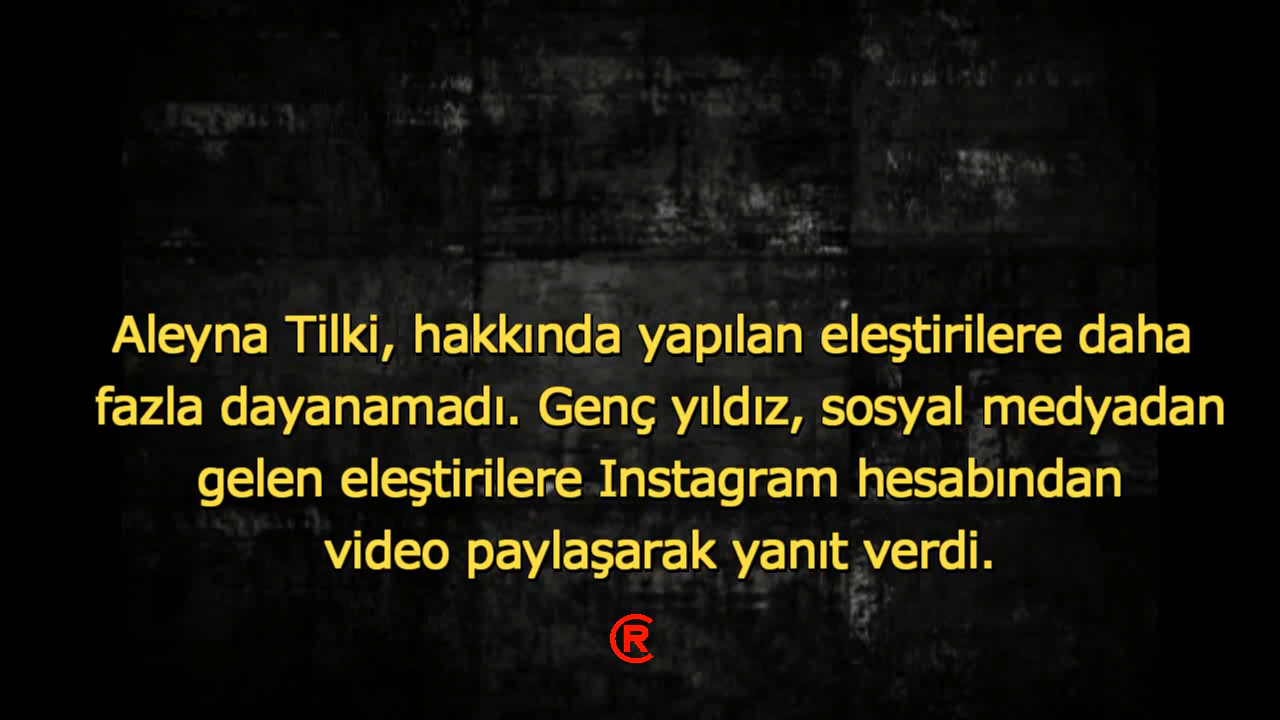 Aleyna Tilki, hakkında yapılan eleştirilere daha
fazla dayanamadı. Genç yıldız, sosyal medyadan
gelen eleştirilere Instagram hesabından
video paylaşarak yanıt verdi.
CR